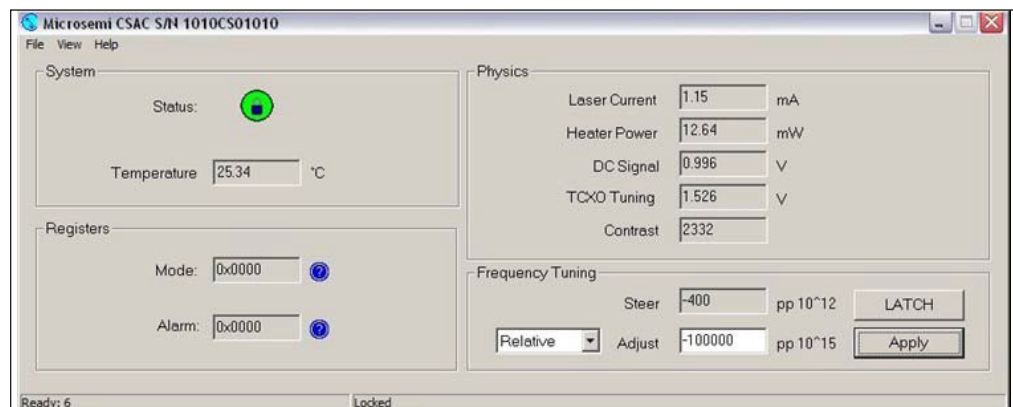 Microsemi CSAC S/N 1010CS01010
File View Help
System
Status:
Temperature 25.34 °C
Registers
Mode: 0x0000 ?
Alarm: 0x0000 ?
Physics
Laser Current 1.15 mA
Heater Power 12.64 mW
DC Signal 0.996 V
TCXO Tuning 1.526 V
Contrast 2332
Frequency Tuning
Steer -400 pp 10^12 LATCH
Relative Adjust -100000 pp 10^15 Apply
Ready: 6 Locked